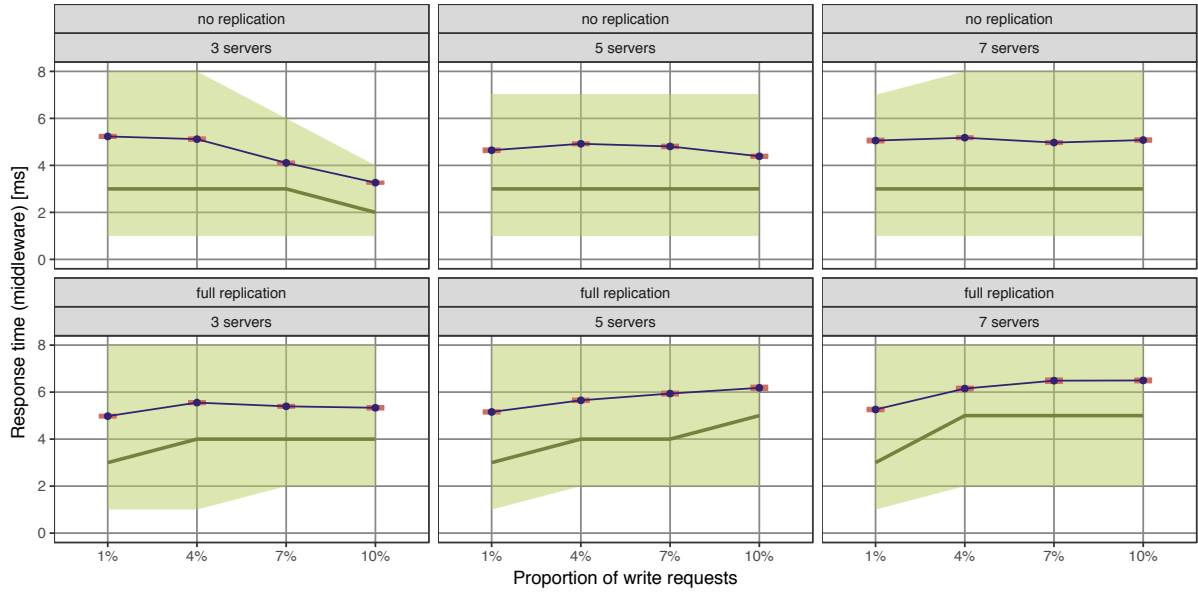 no replication
no replication
no replication
3 servers
5 servers
7 servers
8
6
4
2
0
full replication
full replication
full replication
3 servers
5 servers
7 servers
8
6
4
2
0
1%
4%
7%
10%
1%
4%
7%
10%
1%
4%
7%
10%
Response time (middleware) [ms]
Proportion of write requests